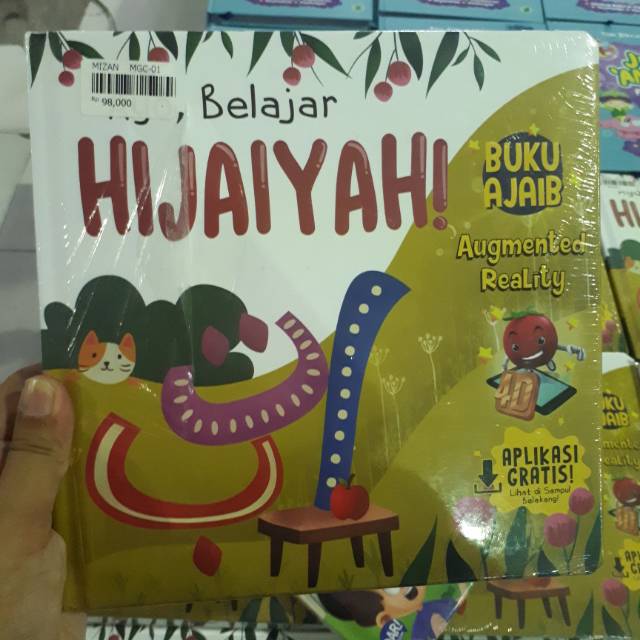 MIZAN MGC-01
Rp 98,000
Belajar
HIJAIYAH!
BUKU
AJAIB
Augmented
Reality
4D
APLIKASI
GRATIS!
Lihat di Sampul
belakang!
ا
ت
ب